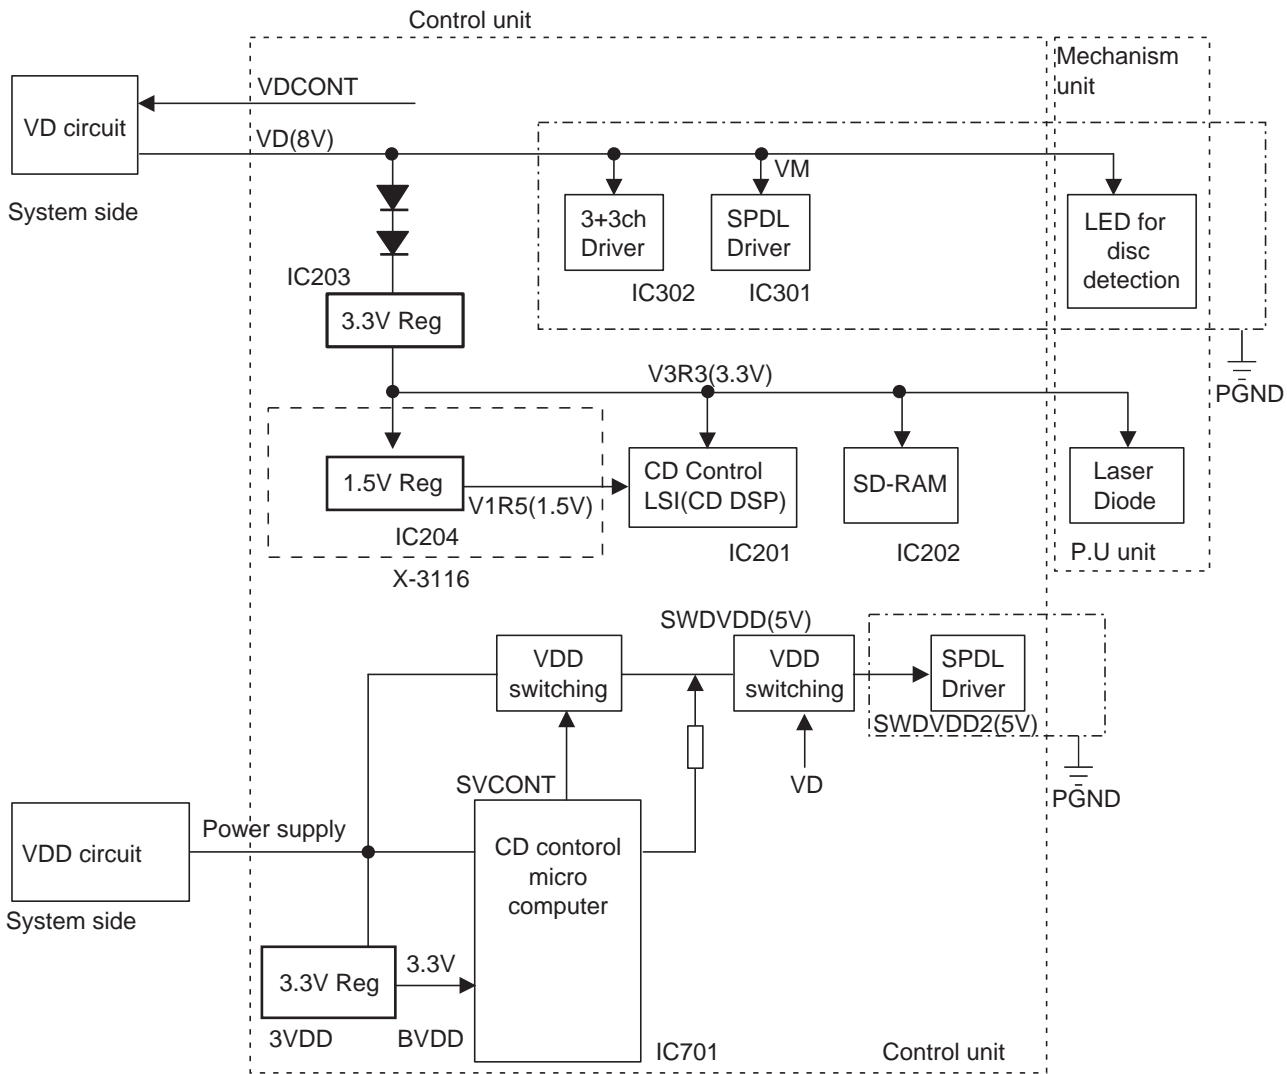 Control unit
Mechanism
unit
VDCONT
VD circuit
VD(8V)
System side
VM
3+3ch
Driver
SPDL
Driver
LED for
disc
detection
IC203
IC302
IC301
3.3V Reg
V3R3(3.3V)
PGND
1.5V Reg
V1R5(1.5V)
CD Control
LSI(CD DSP)
SD-RAM
Laser
Diode
IC204
IC201
IC202
P.U unit
X-3116
SWDVDD(5V)
VDD
switching
VDD
switching
SPDL
Driver
SWDVDD2(5V)
SVCONT
VD
PGND
Power supply
VDD circuit
CD contorol
micro
computer
System side
3.3V Reg
3.3V
3VDD
BVDD
IC701
Control unit